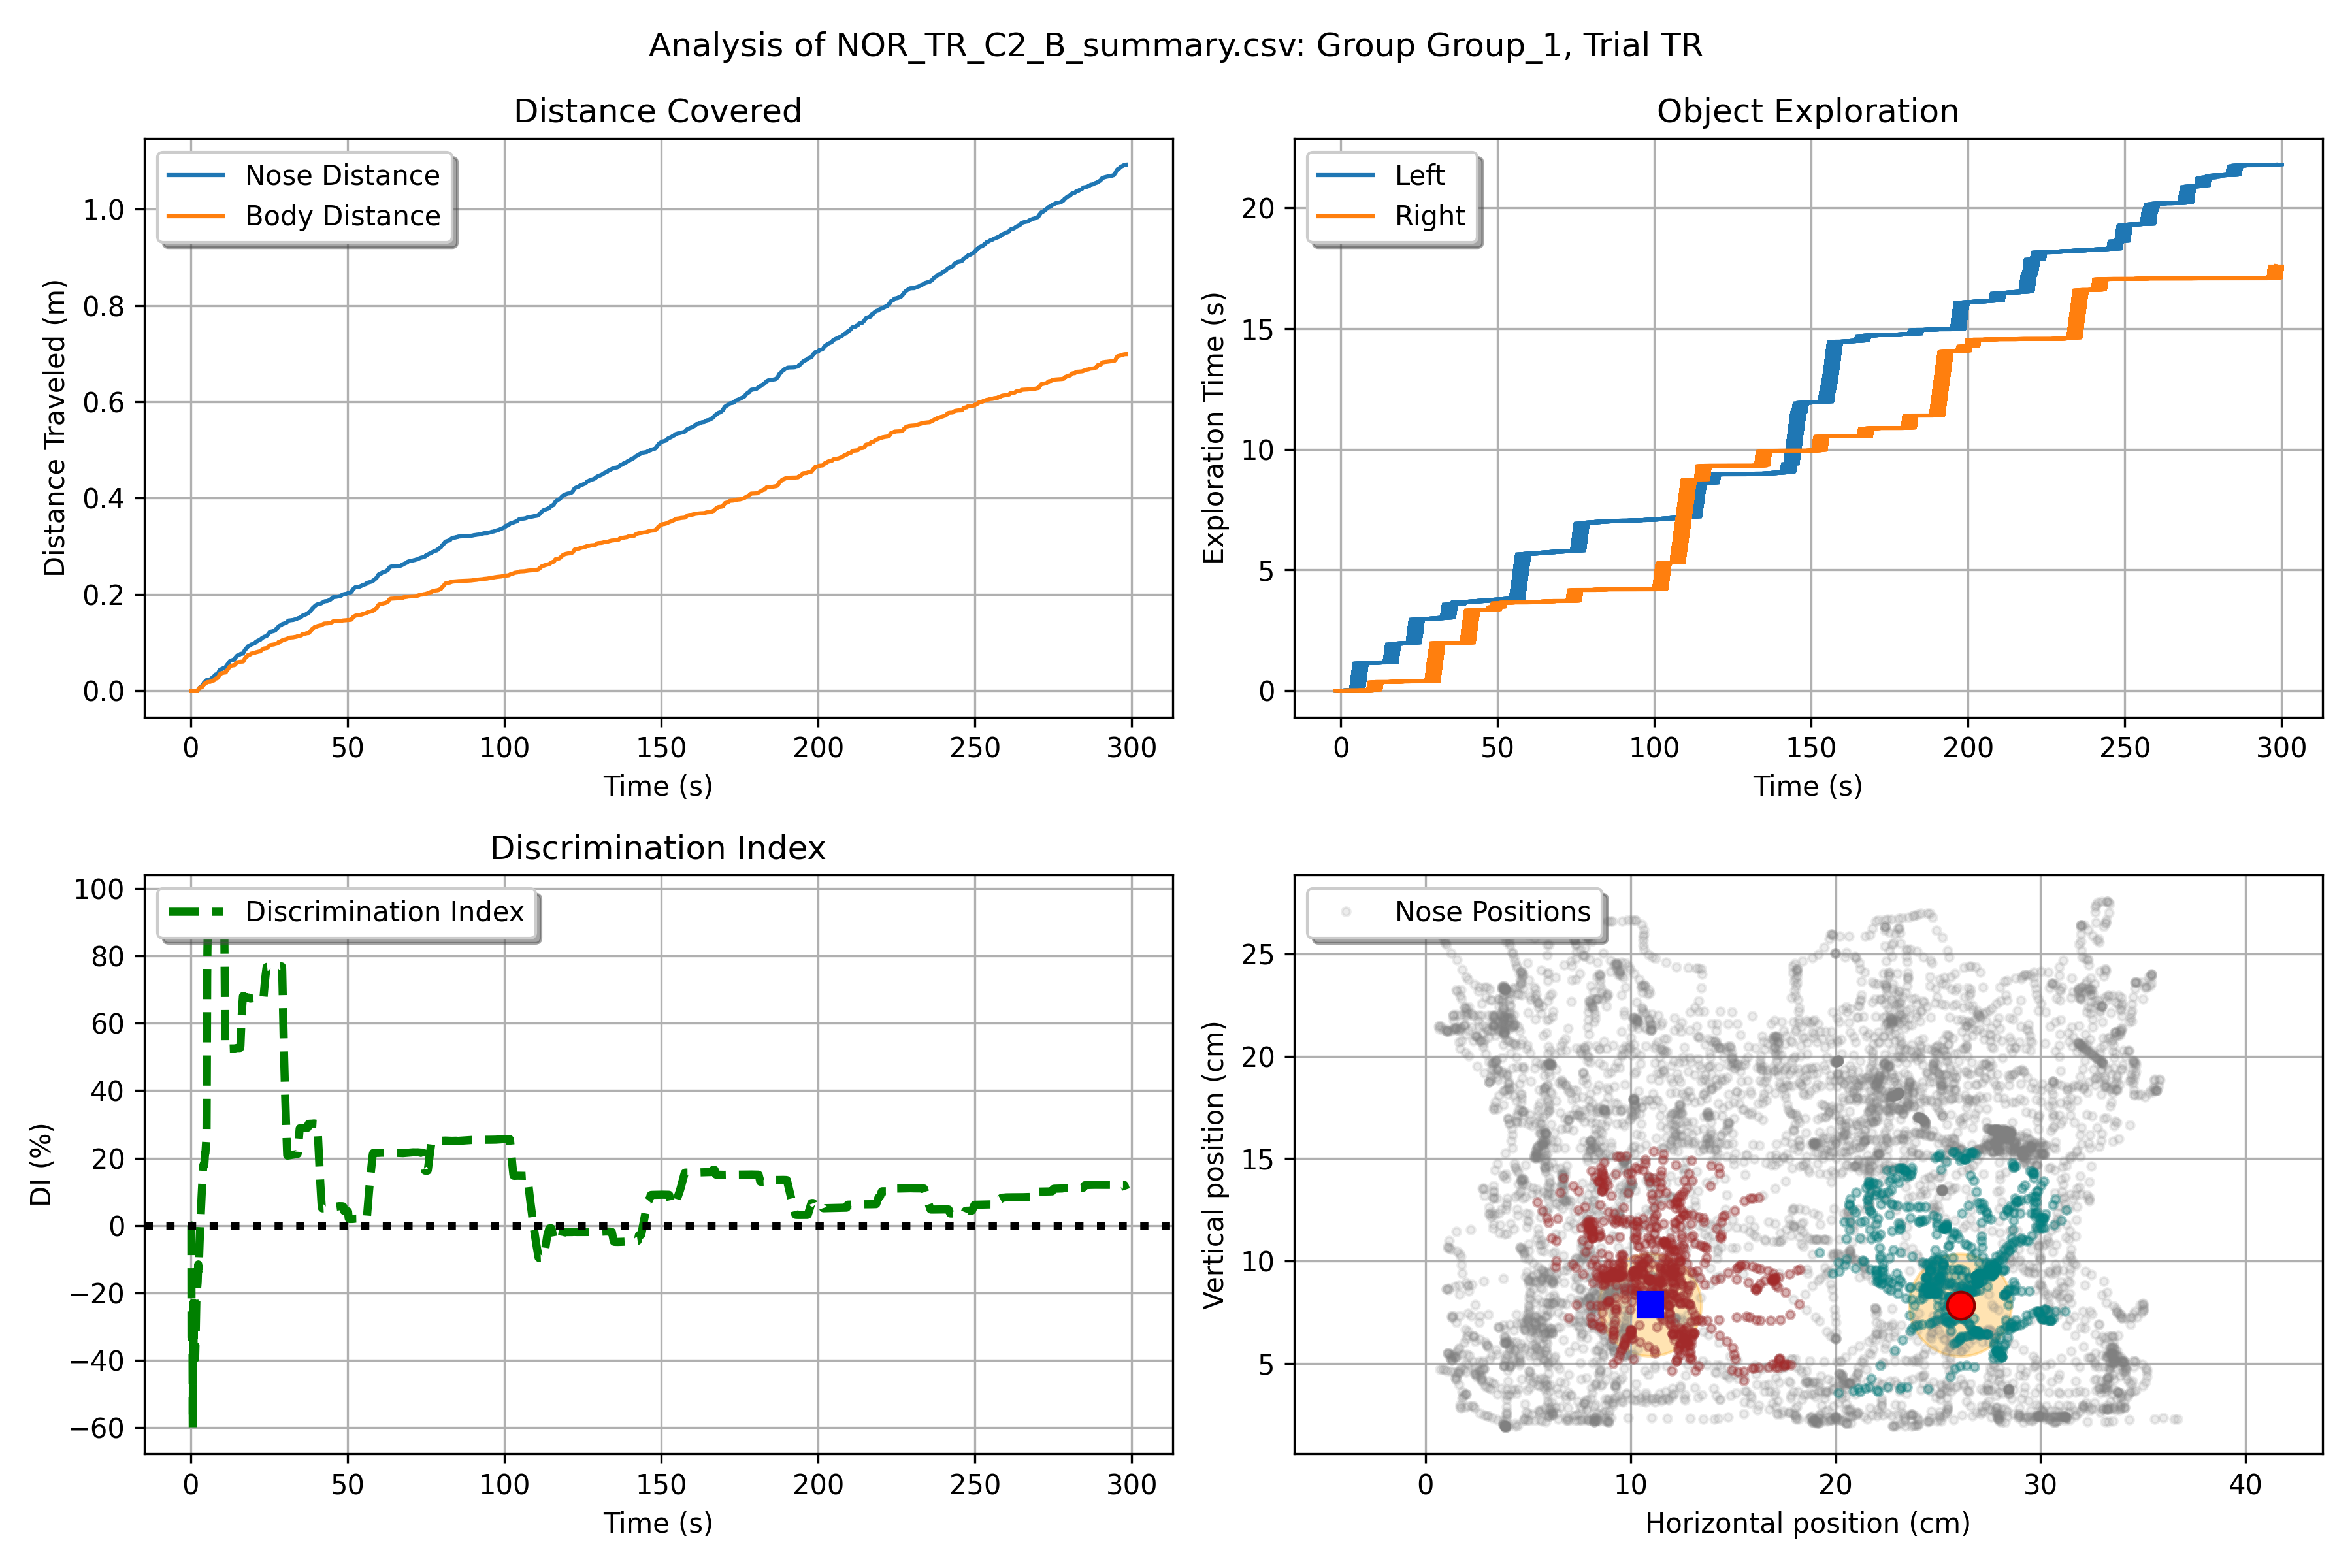 Analysis of NOR_TR_C2_B_summary.csv: Group Group_1, Trial TR
Distance Covered
Nose Distance
Body Distance
Distance Traveled (m)
1.0
0.8
0.6
0.4
0.2
0.0
0 50 100 150 200 250 300
Time (s)
Object Exploration
Left
Right
Exploration Time (s)
20
15
10
5
0
0 50 100 150 200 250 300
Time (s)
Discrimination Index
Discrimination Index
DI (%)
100
80
60
40
20
0
−20
−40
−60
0 50 100 150 200 250 300
Time (s)
Nose Positions
Vertical position (cm)
25
20
15
10
5
0 10 20 30 40
Horizontal position (cm)